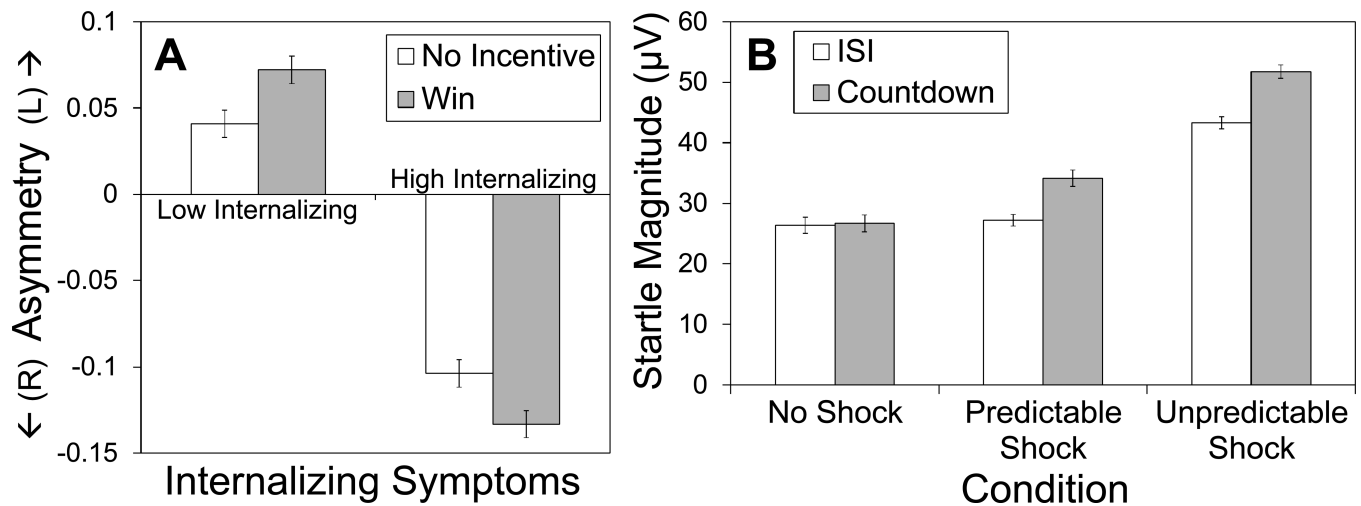 A
No Incentive
Win
← (R) Asymmetry (L) →
0.1
0.05
0
-0.05
-0.1
-0.15
Low Internalizing
High Internalizing
Internalizing Symptoms
B
ISI
Countdown
Startle Magnitude (µV)
60
50
40
30
20
10
0
No Shock
Predictable
Shock
Unpredictable
Shock
Condition